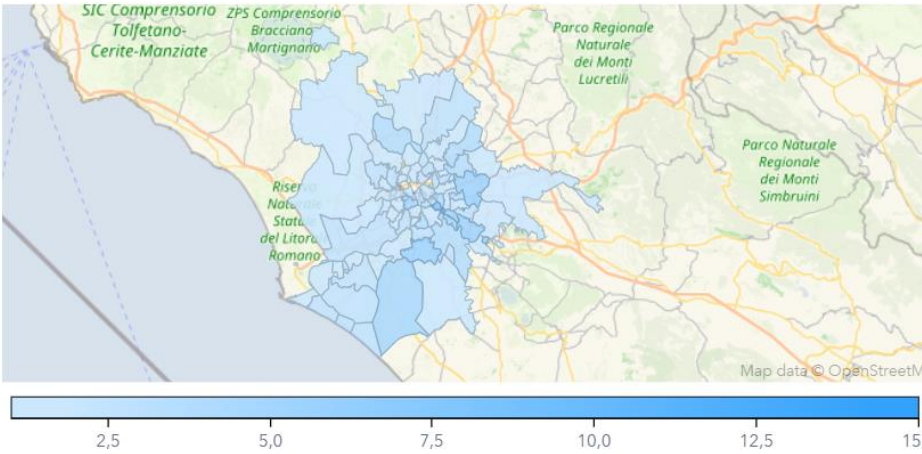 SIC Comprensorio
Tolfetano-
Cerite-Manziate
ZPS Comprensorio
Bracciano
Martignano
Parco Regionale
Naturale
dei Monti
Lucretili
Parco Naturale
Regionale
dei Monti
Simbruini
Riserva
Naturale
Statale
del Litora
Romano
Map data © OpenStreetM
2,5 5,0 7,5 10,0 12,5 15